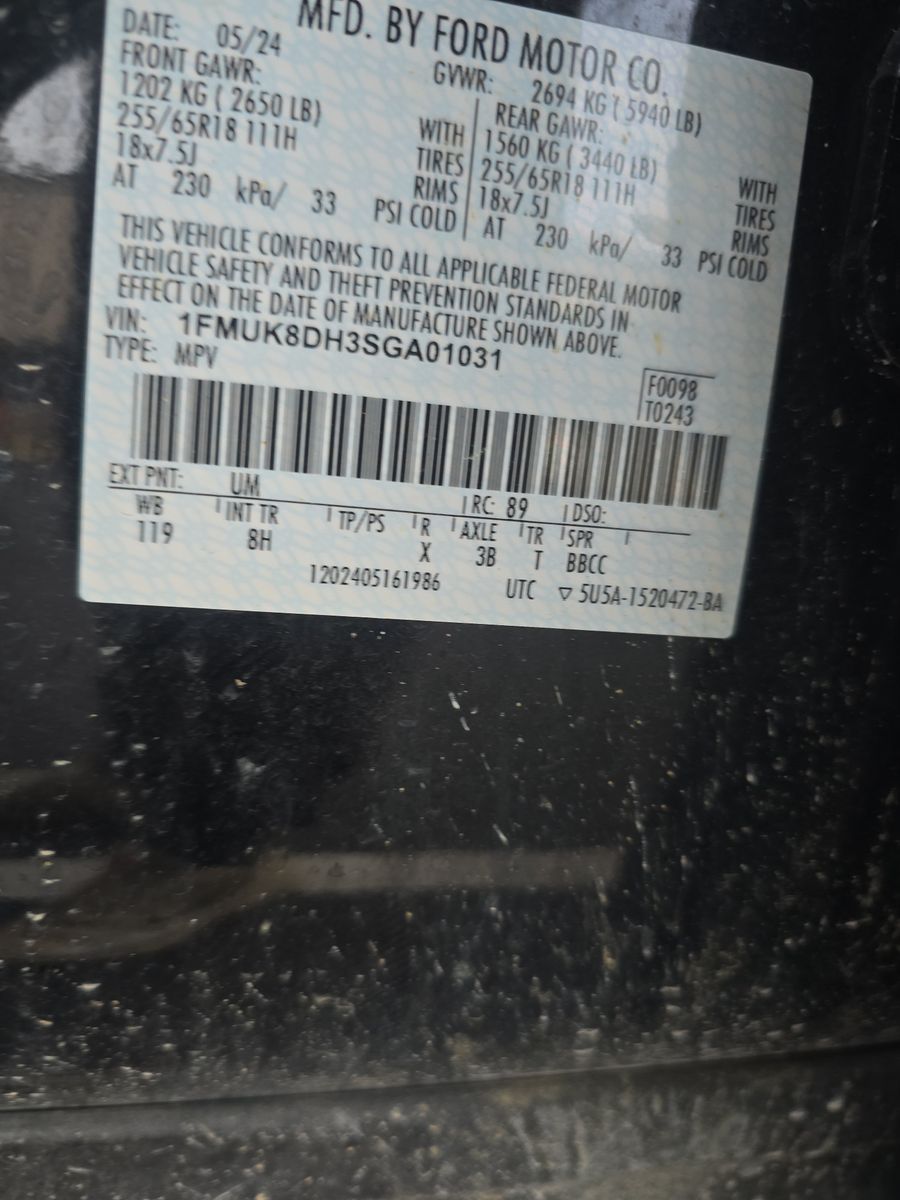 MFD. BY FORD MOTOR CO.
DATE: 05/24 GVWR: 2694 KG ( 5940 LB)
FRONT GAWR: REAR GAWR:
1202 KG ( 2650 LB) WITH 1560 KG ( 3440 LB) WITH
255/65R18 111H TIRES 255/65R18 111H TIRES
18x7.5J RIMS 18x7.5J RIMS
AT 230 kPa/ 33 PSI COLD AT 230 kPa/ 33 PSI COLD
THIS VEHICLE CONFORMS TO ALL APPLICABLE FEDERAL MOTOR
VEHICLE SAFETY AND THEFT PREVENTION STANDARDS IN
EFFECT ON THE DATE OF MANUFACTURE SHOWN ABOVE.
VIN: 1FMUK8DH3SGA01031
TYPE: MPV
F0098
T0243
EXT PNT: UM RC: 89 DSO:
WB INT TR TP/PS R AXLE TR SPR
119 8H X 3B T BBCC
1202405161986 UTC ▽ 5U5A-1520472-BA